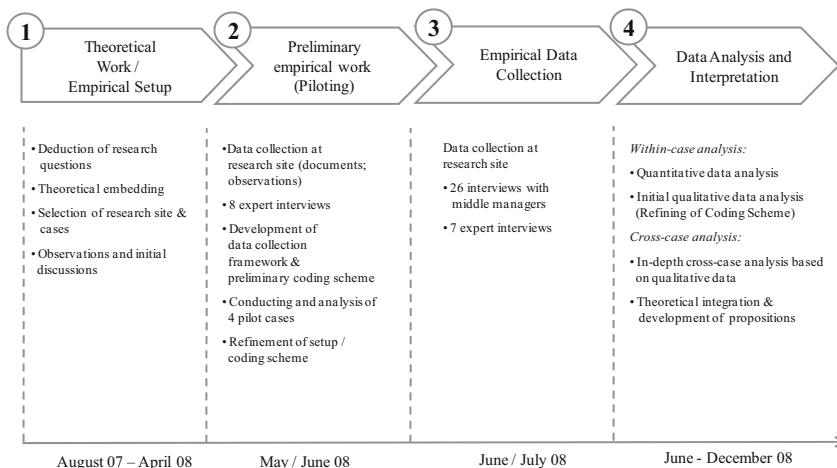 1
Theoretical
Work /
Empirical Setup
2
Preliminary
empirical work
(Piloting)
3
Empirical Data
Collection
4
Data Analysis and
Interpretation
• Deduction of research
questions
• Theoretical embedding
• Selection of research site &
cases
• Observations and initial
discussions
• Data collection at
research site (documents;
observations)
• 8 expert interviews
• Development of
data collection
framework &
preliminary coding scheme
• Conducting and analysis of
4 pilot cases
• Refinement of setup /
coding scheme
Data collection at
research site
• 26 interviews with
middle managers
• 7 expert interviews
Within-case analysis:
• Quantitative data analysis
• Initial qualitative data analysis
(Refining of Coding Scheme)
Cross-case analysis:
• In-depth cross-case analysis based
on qualitative data
• Theoretical integration &
development of propositions
August 07 – April 08
May / June 08
June / July 08
June - December 08